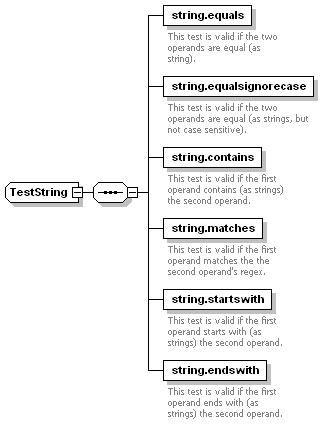 string.equals
This test is valid if the two
operands are equal (as
string).
string.equalsignorecase
This test is valid if the two
operands are equal (as strings, but
not case sensitive).
string.contains
This test is valid if the first
operand contains (as strings)
the second operand.
TestString
string.matches
This test is valid if the first
operand matches the the
second operand's regex.
string.startswith
This test is valid if the first
operand starts with (as
strings) the second operand.
string.endswith
This test is valid if the first
operand ends with (as
strings) the second operand.